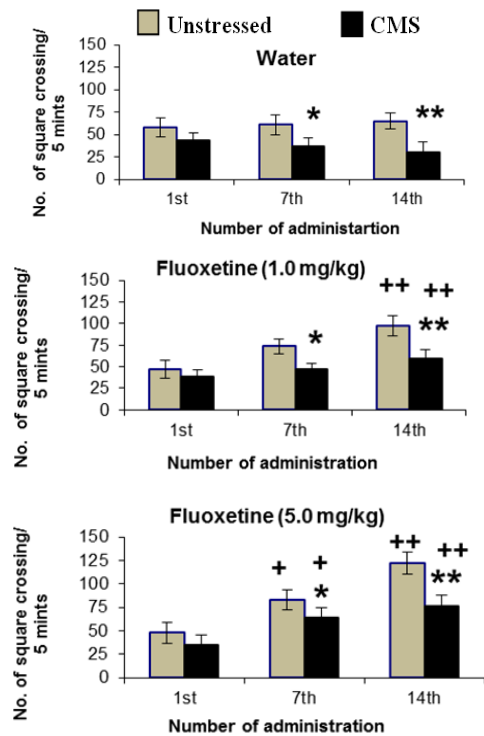 Unstressed CMS
Water
No. of square crossing/
5 mints
150
125
100
75
50
25
0
* **
1st 7th 14th
Number of administartion
Fluoxetine (1.0 mg/kg)
No. of square crossing/
5 mints
150
125
100
75
50
25
0
++ ++
* **
1st 7th 14th
Number of administration
Fluoxetine (5.0 mg/kg)
No. of square crossing/
5 mints
150
125
100
75
50
25
0
+ + ++ ++
* **
1st 7th 14th
Number of administration